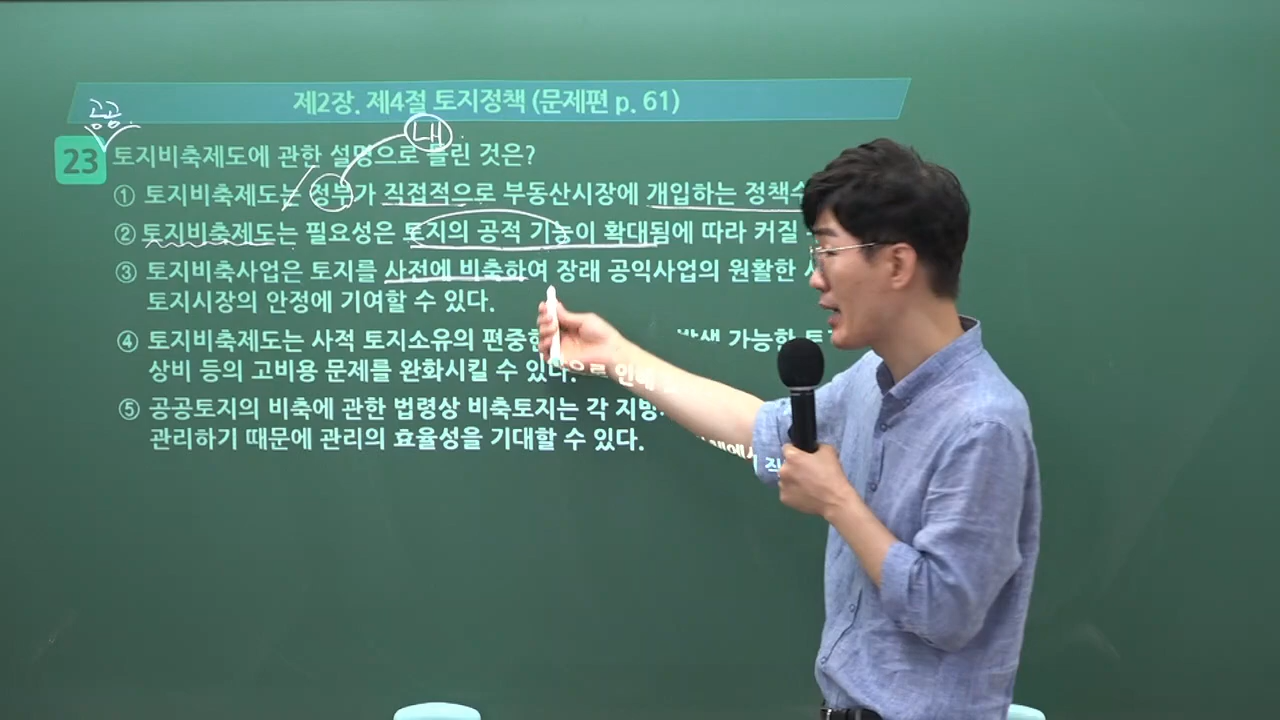 제2장. 제4절 토지정책 (문제편 p. 61)
공공
내
23 토지비축제도에 관한 설명으로 틀린 것은?
① 토지비축제도는 정부가 직접적으로 부동산시장에 개입하는 정책수
② 토지비축제도는 필요성은 토지의 공적 기능이 확대됨에 따라 커질
③ 토지비축사업은 토지를 사전에 비축하여 장래 공익사업의 원활한
토지시장의 안정에 기여할 수 있다.
④ 토지비축제도는 사적 토지소유의 편중 으로 인해 발생 가능한
상비 등의 고비용 문제를 완화시킬 수 있다.
⑤ 공공토지의 비축에 관한 법령상 비축토지는 각 지방
관리하기 때문에 관리의 효율성을 기대할 수 있다.